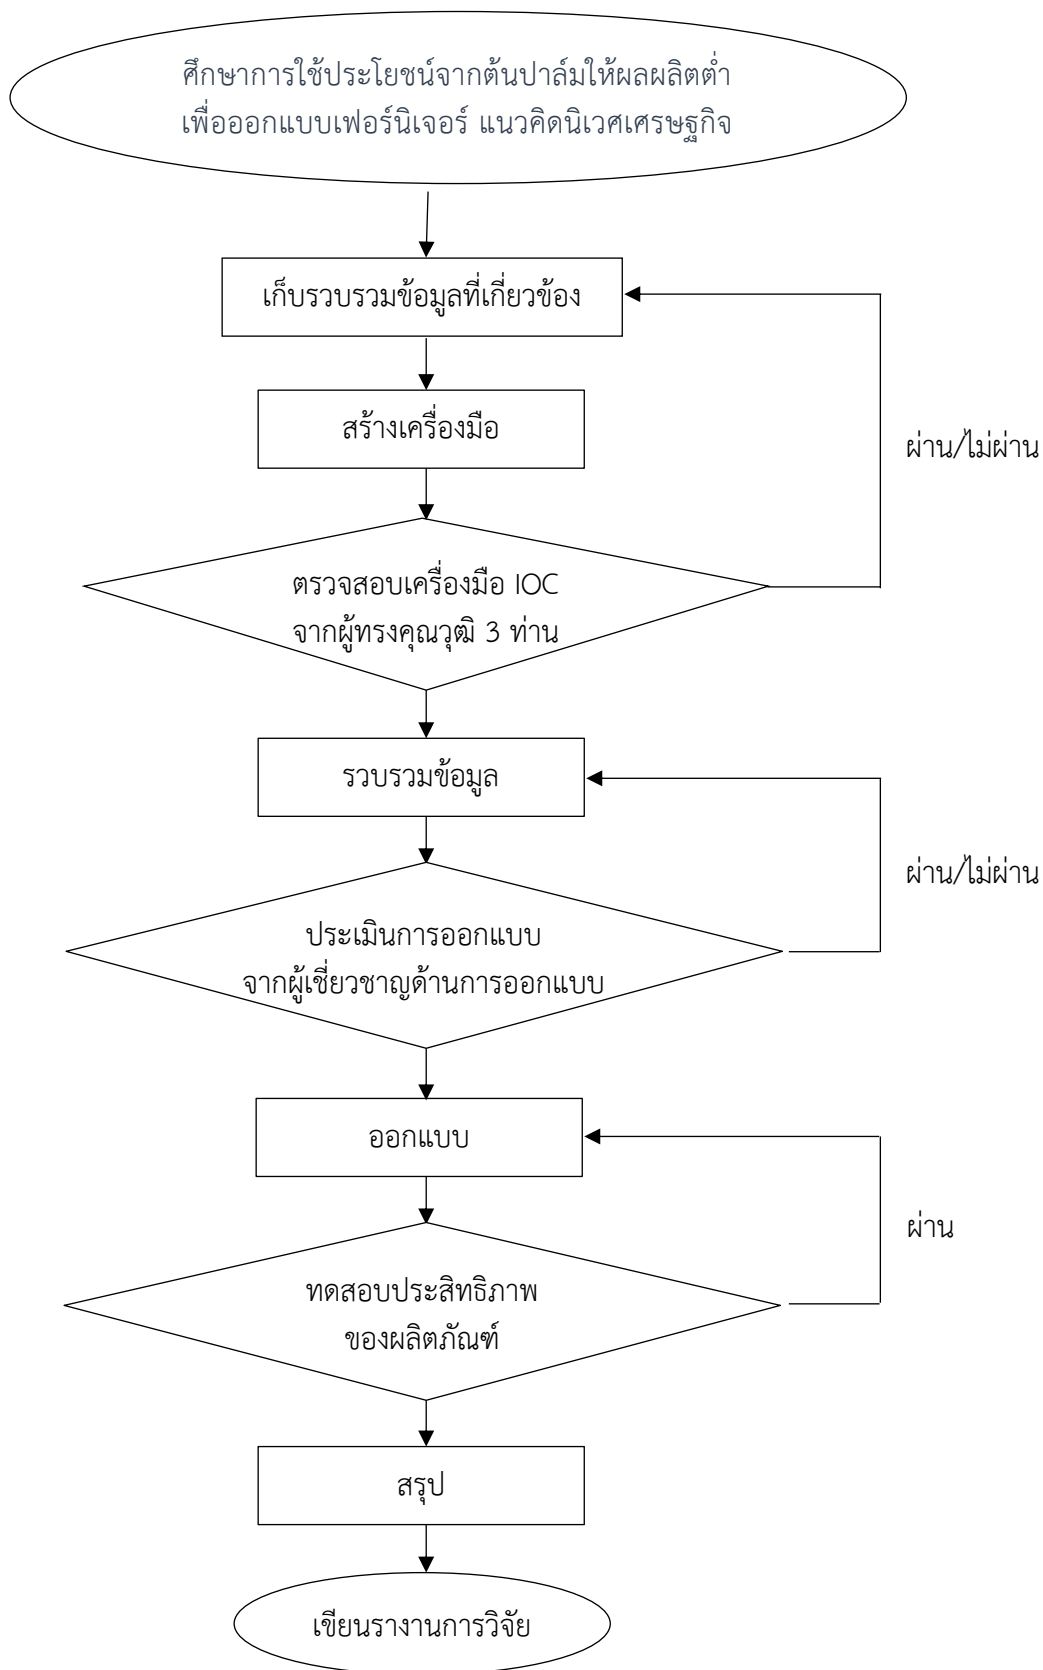 ศึกษาการใช้ประโยชน์จากต้นปาล์มให้ผลผลิตต่ำ
เพื่อออกแบบเฟอร์นิเจอร์ แนวคิดนิเวศเศรษฐกิจ
เก็บรวบรวมข้อมูลที่เกี่ยวข้อง
สร้างเครื่องมือ
ผ่าน/ไม่ผ่าน
ตรวจสอบเครื่องมือ IOC
จากผู้ทรงคุณวุฒิ 3 ท่าน
รวบรวมข้อมูล
ผ่าน/ไม่ผ่าน
ประเมินการออกแบบ
จากผู้เชี่ยวชาญด้านการออกแบบ
ออกแบบ
ผ่าน
ทดสอบประสิทธิภาพ
ของผลิตภัณฑ์
สรุป
เขียนรางานการวิจัย